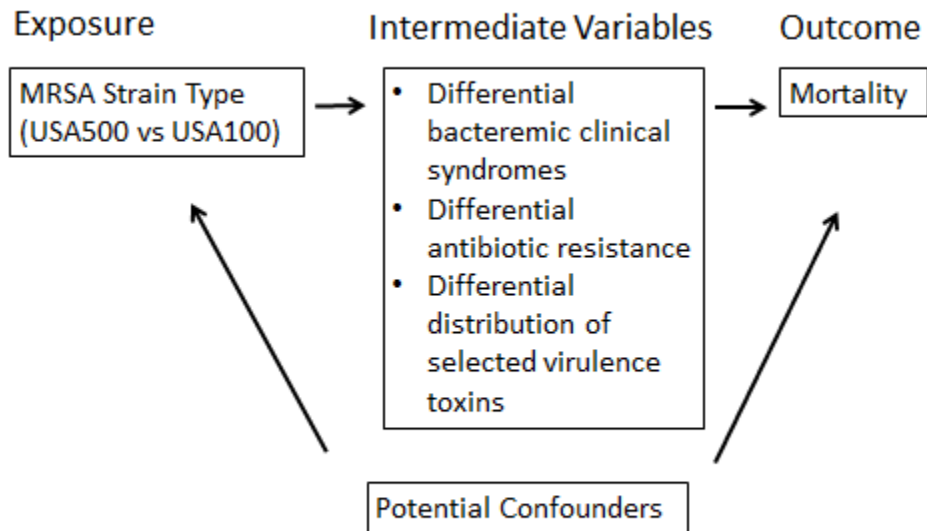 Exposure
Intermediate Variables
Outcome
MRSA Strain Type
(USA500 vs USA100)
• Differential
bacteremic clinical
syndromes
• Differential
antibiotic resistance
• Differential
distribution of
selected virulence
toxins
Mortality
Potential Confounders